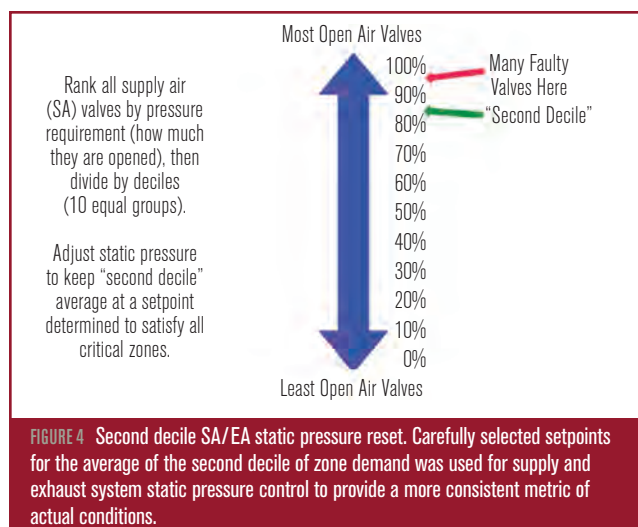 Most Open Air Valves
Rank all supply air
(SA) valves by pressure
requirement (how much
they are opened), then
divide by deciles
(10 equal groups).
Adjust static pressure
to keep “second decile”
average at a setpoint
determined to satisfy all
critical zones.
100%
90%
80%
70%
60%
50%
40%
30%
20%
10%
0%
Many Faulty
Valves Here
“Second Decile”
Least Open Air Valves
FIGURE 4 Second decile SA/EA static pressure reset. Carefully selected setpoints
for the average of the second decile of zone demand was used for supply and
exhaust system static pressure control to provide a more consistent metric of
actual conditions.